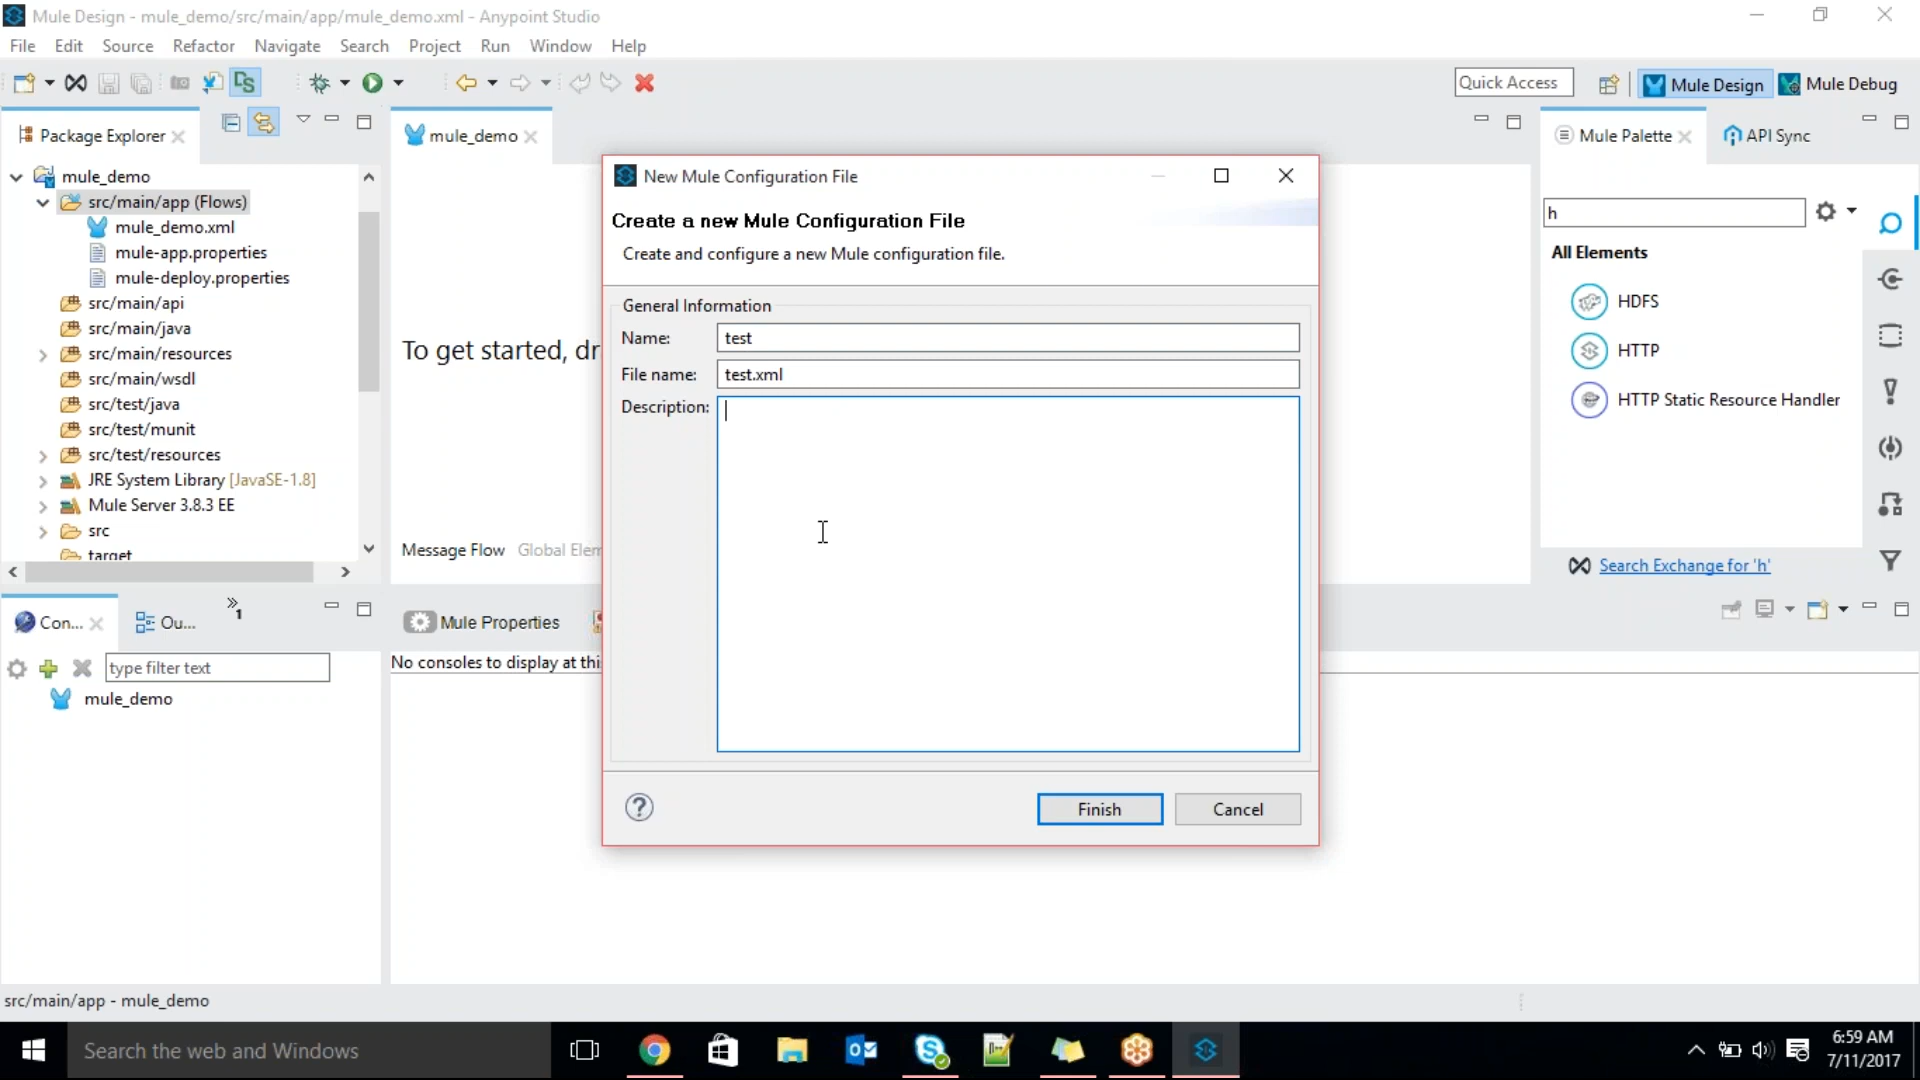 Mule Design - mule_demo/src/main/app/mule_demo.xml - Anypoint Studio
File Edit Source Refactor Navigate Search Project Run Window Help
Quick Access
Mule Design
Mule Debug
Package Explorer
mule_demo
Mule Palette
API Sync
mule_demo
src/main/app (Flows)
mule_demo.xml
mule-app.properties
mule-deploy.properties
src/main/api
src/main/java
src/main/resources
src/main/wsdl
src/test/java
src/test/munit
src/test/resources
JRE System Library [JavaSE-1.8]
Mule Server 3.8.3 EE
src
target
To get started, dr
Message Flow Global Elem
New Mule Configuration File
Create a new Mule Configuration File
Create and configure a new Mule configuration file.
General Information
Name: test
File name: test.xml
Description:
Finish
Cancel
h
All Elements
HDFS
HTTP
HTTP Static Resource Handler
Search Exchange for 'h'
Con...
Ou...
1
type filter text
mule_demo
Mule Properties
No consoles to display at thi
src/main/app - mule_demo
Search the web and Windows
6:59 AM
7/11/2017